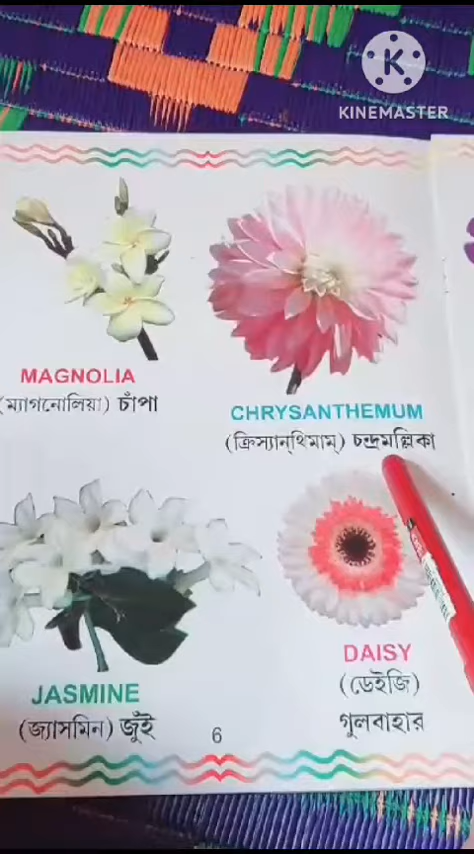 K
KINEMASTER
MAGNOLIA
(ম্যাগনোলিয়া) চাঁপা
CHRYSANTHEMUM
(ক্রিস্যান্‌থিমাম্) চন্দ্রমল্লিকা
JASMINE
(জ্যাসমিন) জুঁই
DAISY
(ডেইজি)
গুলবাহার
6